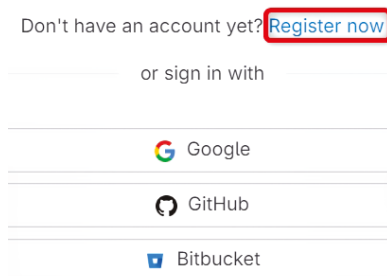 Don't have an account yet? Register now
or sign in with
Google
GitHub
Bitbucket